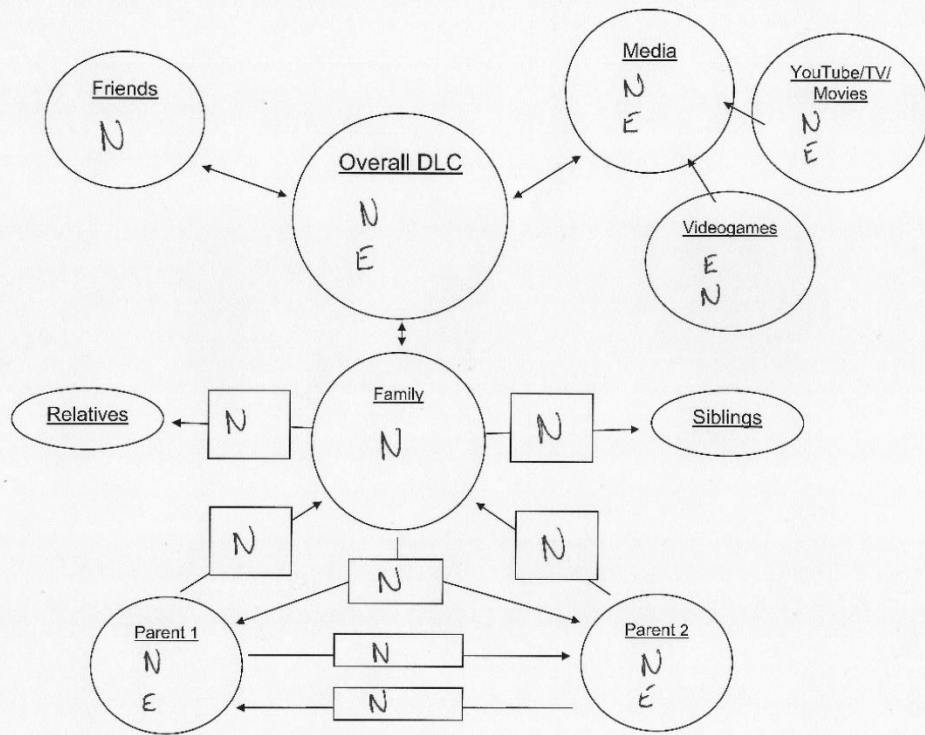 Friends
N
Overall DLC
N
E
Media
N
E
YouTube/TV/
Movies
N
E
Videogames
E
N
Relatives
N
Family
N
N
Siblings
N
N
N
Parent 1
N
E
N
N
Parent 2
N
E